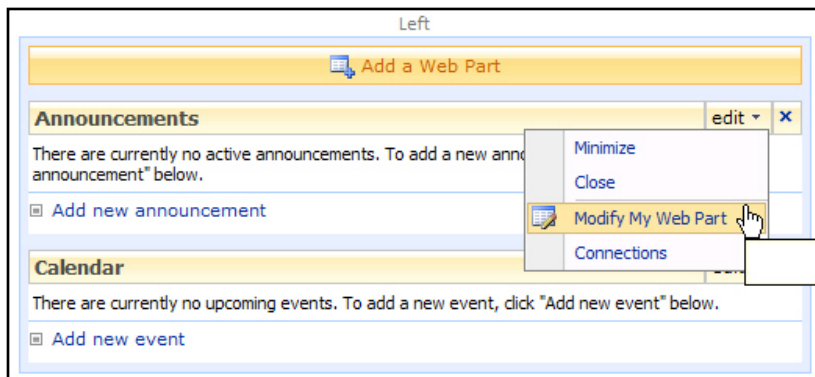 Left
Add a Web Part
Announcements edit
There are currently no active announcements. To add a new
announcement" below.
Minimize
Close
Add new announcement
Modify My Web Part
Connections
Calendar
There are currently no upcoming events. To add a new event, click "Add new event" below.
Add new event